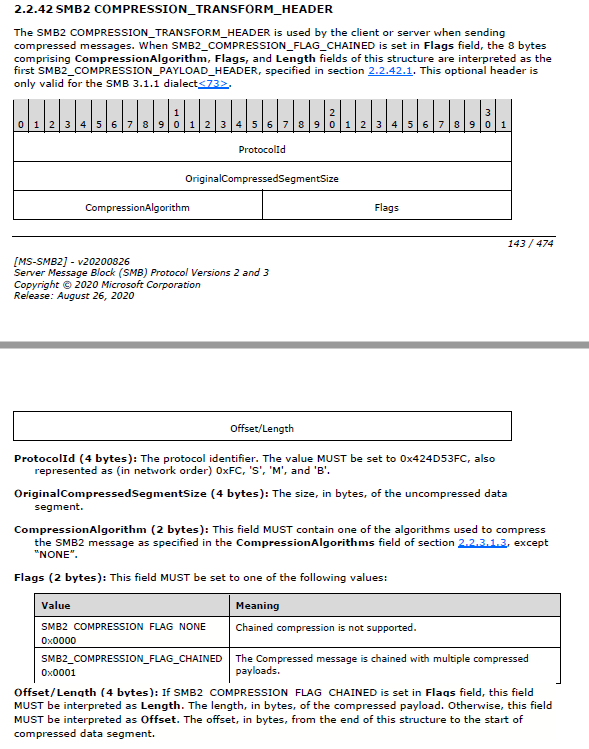 2.2.42 SMB2 COMPRESSION_TRANSFORM_HEADER
The SMB2 COMPRESSION_TRANSFORM_HEADER is used by the client or server when sending
compressed messages. When SMB2_COMPRESSION_FLAG_CHAINED is set in Flags field, the 8 bytes
comprising CompressionAlgorithm, Flags, and Length fields of this structure are interpreted as the
first SMB2_COMPRESSION_PAYLOAD_HEADER, specified in section 2.2.42.1. This optional header is
only valid for the SMB 3.1.1 dialect<73>.
1 2 3
0 1 2 3 4 5 6 7 8 9 0 1 2 3 4 5 6 7 8 9 0 1 2 3 4 5 6 7 8 9 0 1
ProtocolId
OriginalCompressedSegmentSize
CompressionAlgorithm Flags
143 / 474
[MS-SMB2] - v20200826
Server Message Block (SMB) Protocol Versions 2 and 3
Copyright © 2020 Microsoft Corporation
Release: August 26, 2020
Offset/Length
ProtocolId (4 bytes): The protocol identifier. The value MUST be set to 0x424D53FC, also
represented as (in network order) 0xFC, 'S', 'M', and 'B'.
OriginalCompressedSegmentSize (4 bytes): The size, in bytes, of the uncompressed data
segment.
CompressionAlgorithm (2 bytes): This field MUST contain one of the algorithms used to compress
the SMB2 message as specified in the CompressionAlgorithms field of section 2.2.3.1.3, except
"NONE".
Flags (2 bytes): This field MUST be set to one of the following values:
Value Meaning
SMB2 COMPRESSION FLAG NONE Chained compression is not supported.
0x0000
SMB2_COMPRESSION_FLAG_CHAINED The Compressed message is chained with multiple compressed
0x0001 payloads.
Offset/Length (4 bytes): If SMB2 COMPRESSION FLAG CHAINED is set in Flags field, this field
MUST be interpreted as Length. The length, in bytes, of the compressed payload. Otherwise, this field
MUST be interpreted as Offset. The offset, in bytes, from the end of this structure to the start of
compressed data segment.